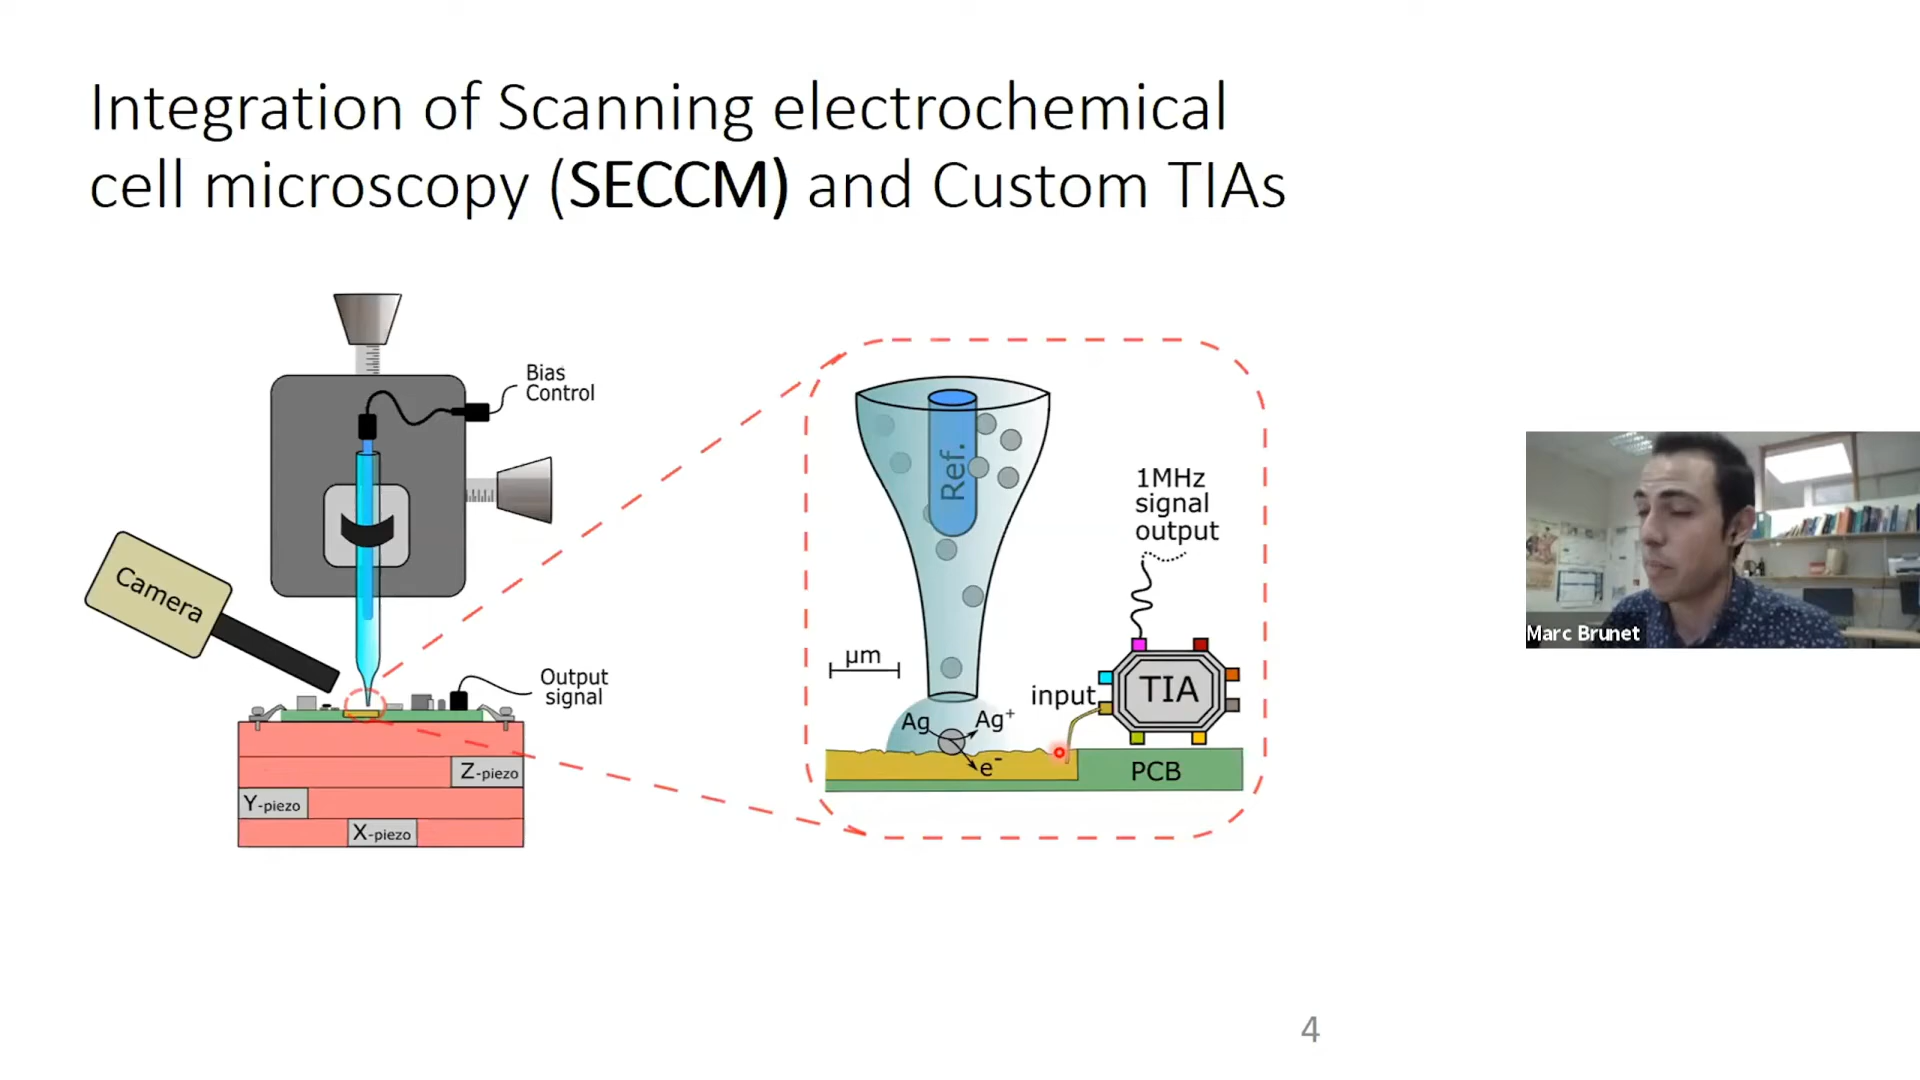 Integration of Scanning electrochemical
cell microscopy (SECCM) and Custom TIAs
Bias
Control
Camera
Output
signal
Z-piezo
Y-piezo
X-piezo
Ref.
1MHz
signal
output
µm
input
TIA
Ag
Ag⁺
e⁻
PCB
Marc Brunet
4